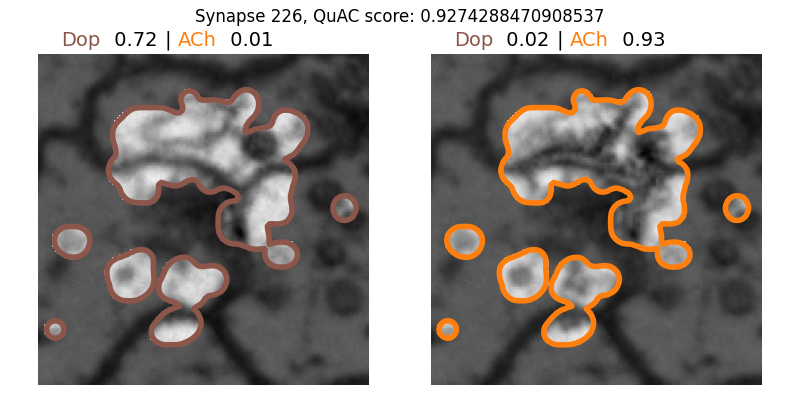 Synapse 226, QuAC score: 0.9274288470908537
Dop 0.72 | ACh 0.01
Dop 0.02 | ACh 0.93